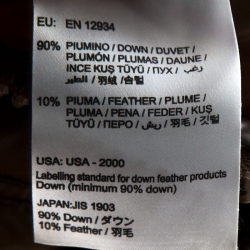 EU: EN 12934
90% PIUMINO / DOWN / DUVET /
PLUMÓN / PLUMAS / DAUNE /
INCE KUŞ TÜYÜ / ПУХ / زغب
الطيور / 羽絨 / 솜털
10% PIUMA / FEATHER / PLUME /
PLUMA / PENA / FEDER / KUŞ
TÜYÜ / ПЕРО / ريش / 羽毛 / 깃털
USA: USA - 2000
Labelling standard for down feather products
Down (minimum 90% down)
JAPAN:JIS 1903
90% Down / ダウン
10% Feather / 羽毛